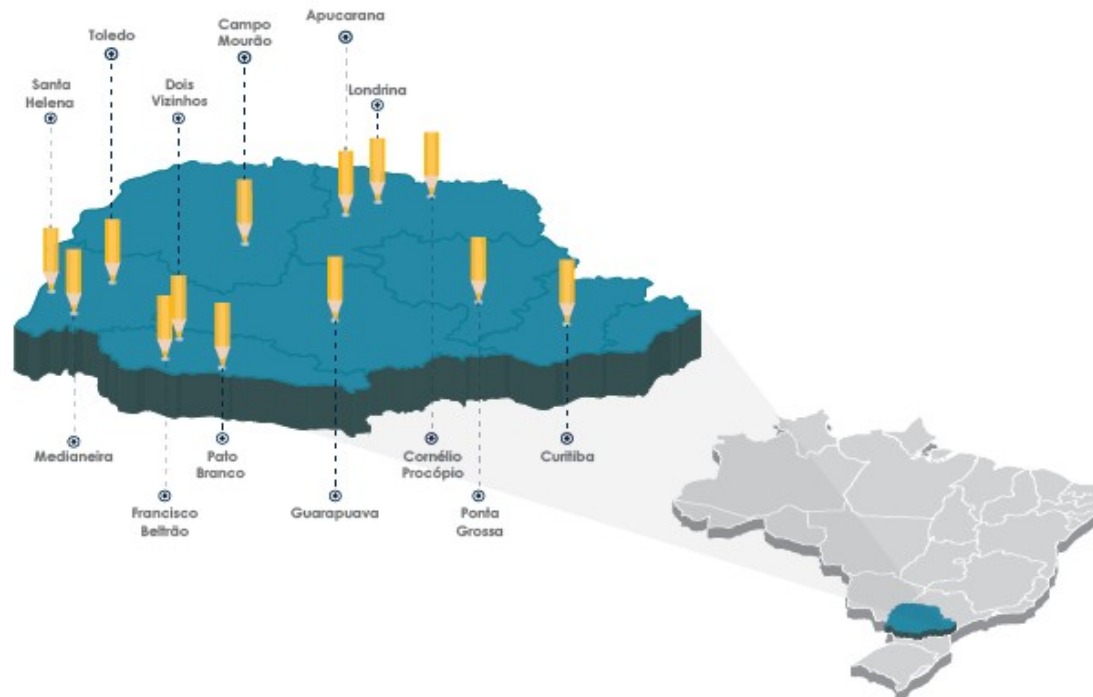 Apucarana
Campo
Mourão
Toledo
Dois
Vizinhos
Santa
Helena
Londrina
Medianeira
Pato
Branco
Cornélio
Procópio
Curitiba
Francisco
Beltrão
Guarapuava
Ponta
Grossa